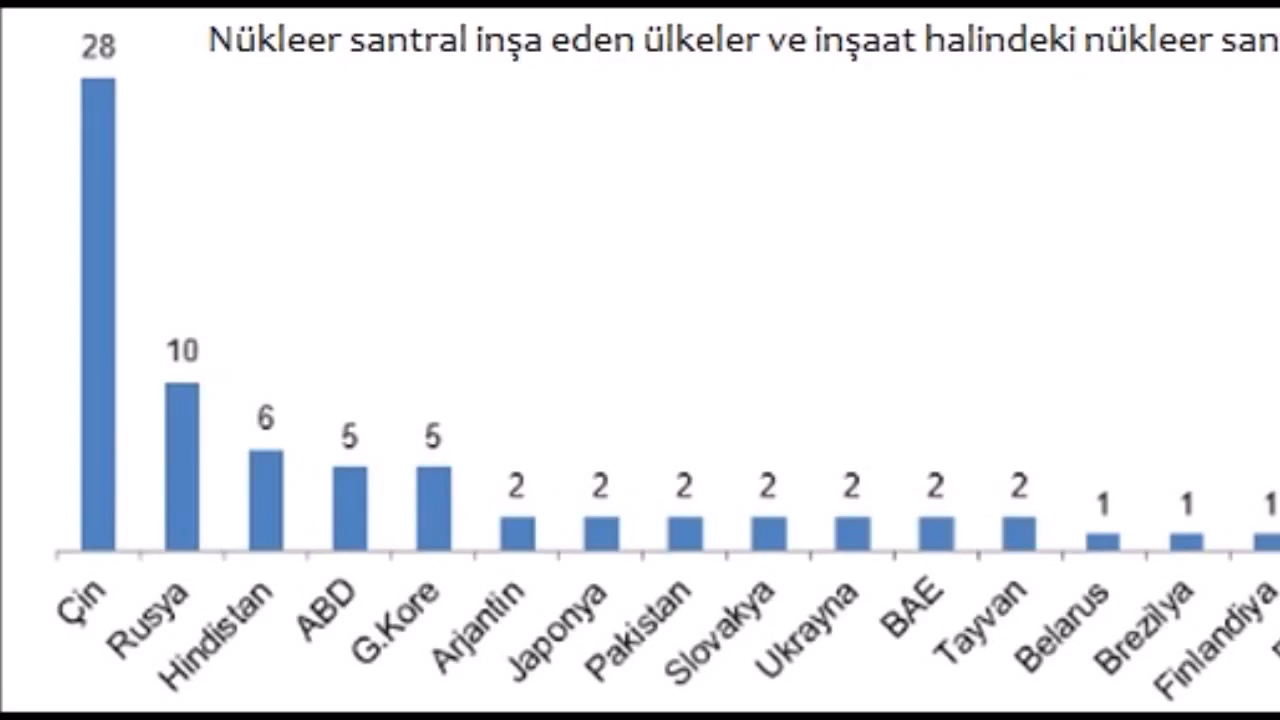 Nükleer santral inşa eden ülkeler ve inşaat halindeki nükleer san
28
10
6
5
5
2
2
2
2
2
2
2
1
1
1
Çin
Rusya
Hindistan
ABD
G.Kore
Arjantin
Japonya
Pakistan
Slovakya
Ukrayna
BAE
Tayvan
Belarus
Brezilya
Finlandiya